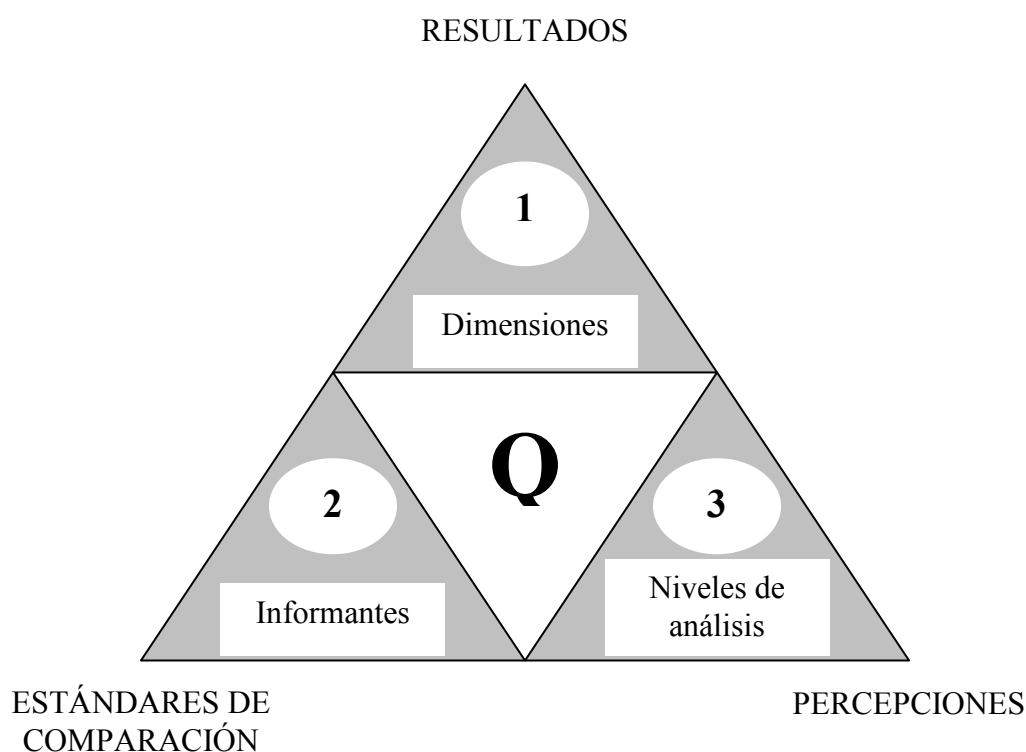 RESULTADOS
1
Dimensiones
Q
2
3
Informantes
Niveles de
análisis
ESTÁNDARES DE
COMPARACIÓN
PERCEPCIONES